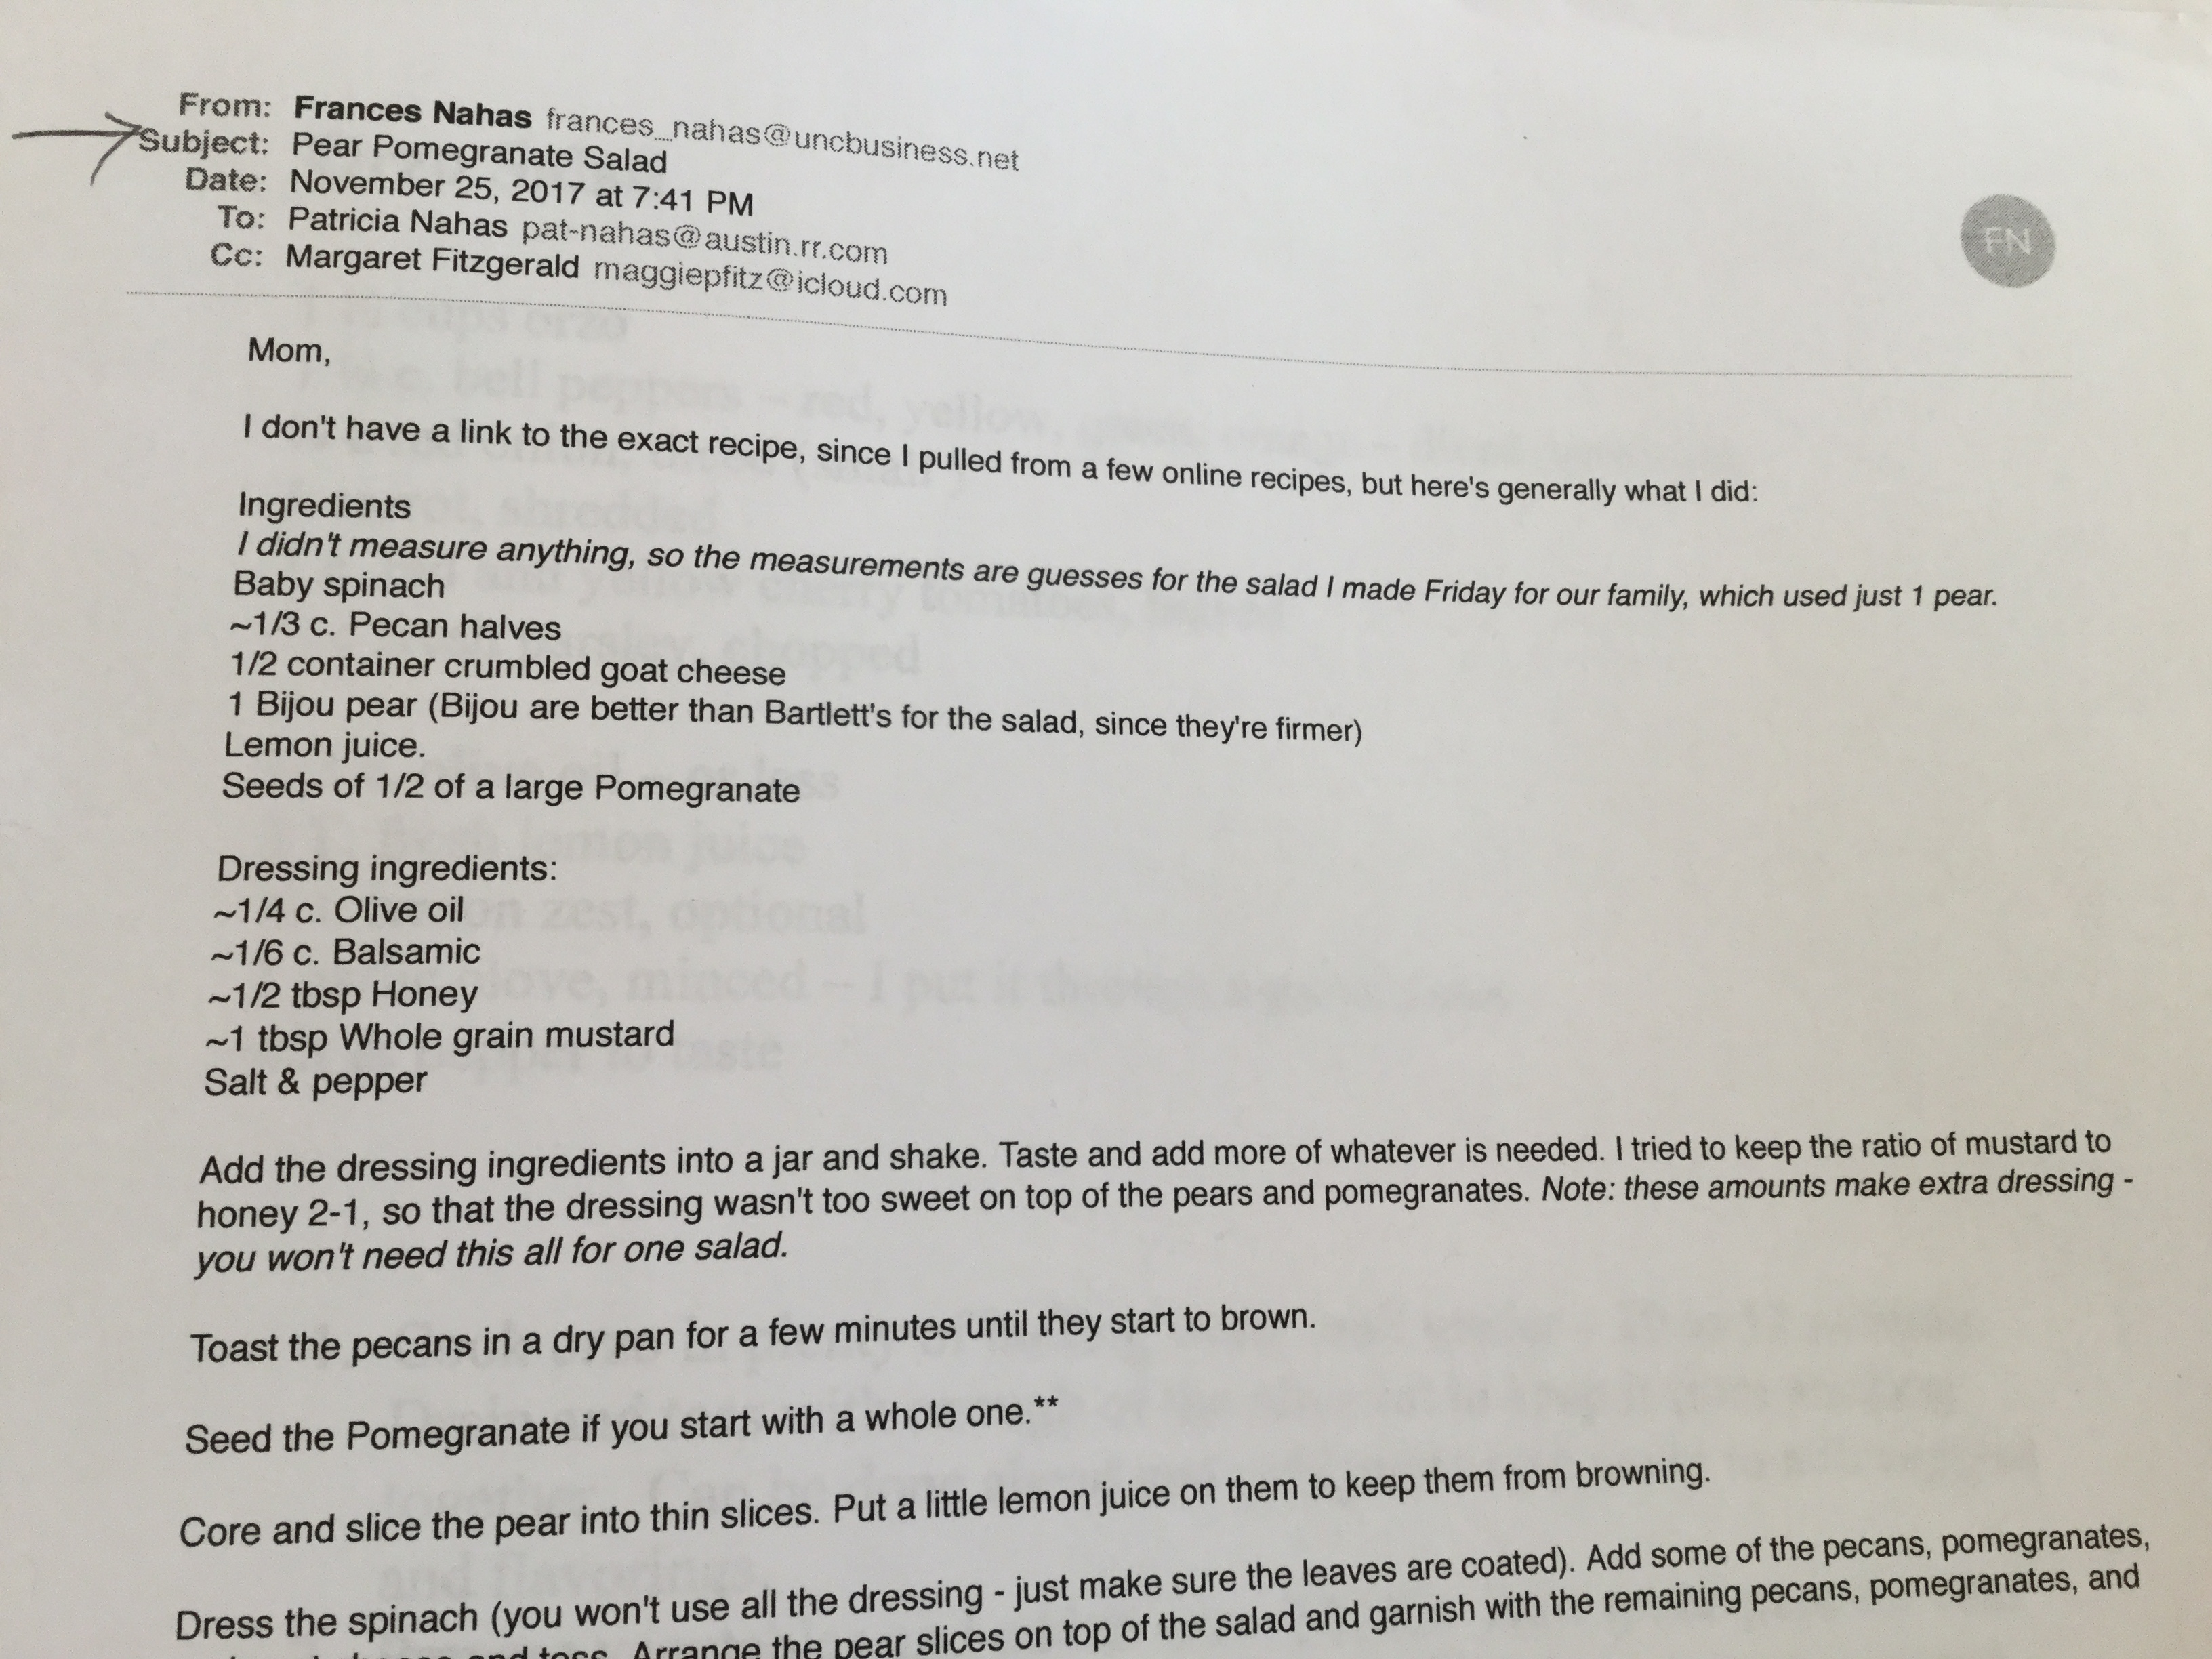 From: Frances Nahas frances_nahas@uncbusiness.net
Subject: Pear Pomegranate Salad
Date: November 25, 2017 at 7:41 PM
To: Patricia Nahas pat-nahas@austin.rr.com
Cc: Margaret Fitzgerald maggiepfitz@icloud.com
FN
Mom,
I don't have a link to the exact recipe, since I pulled from a few online recipes, but here's generally what I did:
Ingredients
I didn't measure anything, so the measurements are guesses for the salad I made Friday for our family, which used just 1 pear.
Baby spinach
~1/3 c. Pecan halves
1/2 container crumbled goat cheese
1 Bijou pear (Bijou are better than Bartlett's for the salad, since they're firmer)
Lemon juice.
Seeds of 1/2 of a large Pomegranate
Dressing ingredients:
~1/4 c. Olive oil
~1/6 c. Balsamic
~1/2 tbsp Honey
~1 tbsp Whole grain mustard
Salt & pepper
Add the dressing ingredients into a jar and shake. Taste and add more of whatever is needed. I tried to keep the ratio of mustard to
honey 2-1, so that the dressing wasn't too sweet on top of the pears and pomegranates. Note: these amounts make extra dressing -
you won't need this all for one salad.
Toast the pecans in a dry pan for a few minutes until they start to brown.
Seed the Pomegranate if you start with a whole one.**
Core and slice the pear into thin slices. Put a little lemon juice on them to keep them from browning.
Dress the spinach (you won't use all the dressing - just make sure the leaves are coated). Add some of the pecans, pomegranates,
and toss. Arrange the pear slices on top of the salad and garnish with the remaining pecans, pomegranates, and